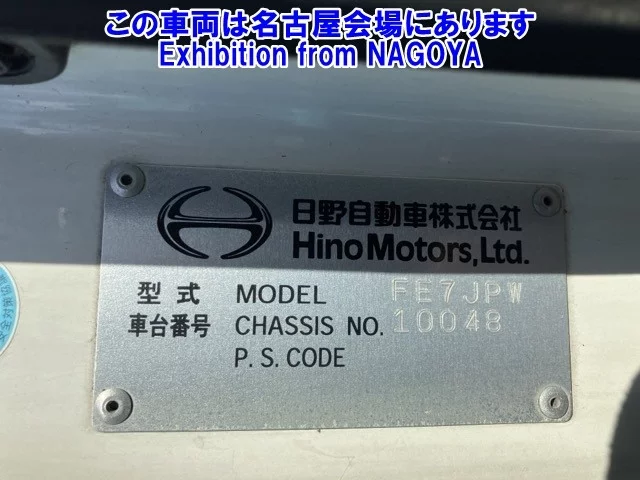 この車両は名古屋会場にあります
Exhibition from NAGOYA
日野自動車株式会社
Hino Motors, Ltd.
型式 MODEL FE7JPW
車台番号 CHASSIS NO. 10048
P. S. CODE